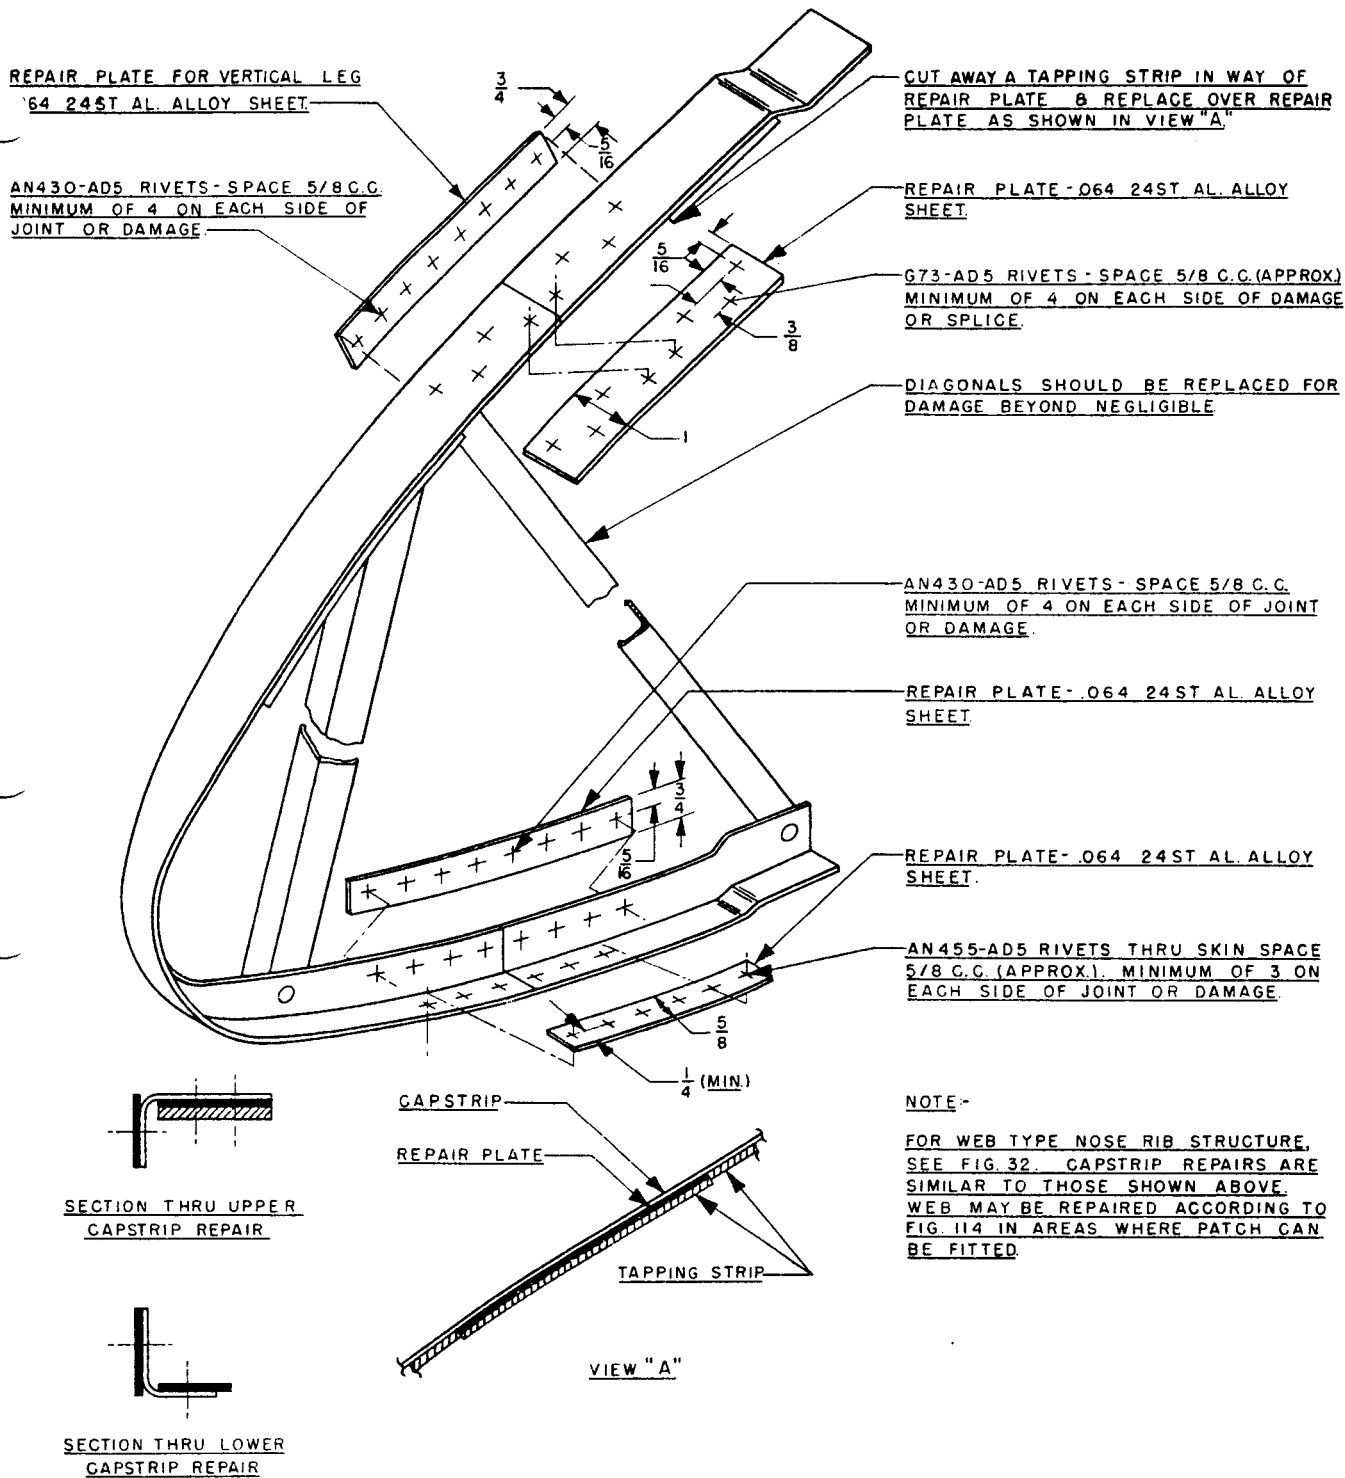 REPAIR PLATE FOR VERTICAL LEG
.64 24ST AL. ALLOY SHEET.
AN430-AD5 RIVETS-SPACE 5/8 C.C.
MINIMUM OF 4 ON EACH SIDE OF
JOINT OR DAMAGE.
3/4
5/16
CUT AWAY A TAPPING STRIP IN WAY OF
REPAIR PLATE & REPLACE OVER REPAIR
PLATE AS SHOWN IN VIEW "A"
REPAIR PLATE-.064 24ST AL. ALLOY
SHEET.
5/16
G73-AD5 RIVETS-SPACE 5/8 C.C.(APPROX.)
MINIMUM OF 4 ON EACH SIDE OF DAMAGE
OR SPLICE.
3/8
DIAGONALS SHOULD BE REPLACED FOR
DAMAGE BEYOND NEGLIGIBLE.
1
AN430-AD5 RIVETS-SPACE 5/8 C.C.
MINIMUM OF 4 ON EACH SIDE OF JOINT
OR DAMAGE.
REPAIR PLATE-.064 24ST AL. ALLOY
SHEET.
3/4
5/16
REPAIR PLATE-.064 24ST AL. ALLOY
SHEET.
AN455-AD5 RIVETS THRU SKIN SPACE
5/8 C.C. (APPROX.). MINIMUM OF 3 ON
EACH SIDE OF JOINT OR DAMAGE.
5/8
1/4 (MIN.)
SECTION THRU UPPER
CAPSTRIP REPAIR
CAPSTRIP
REPAIR PLATE
TAPPING STRIP
VIEW "A"
NOTE:-
FOR WEB TYPE NOSE RIB STRUCTURE,
SEE FIG. 32. CAPSTRIP REPAIRS ARE
SIMILAR TO THOSE SHOWN ABOVE.
WEB MAY BE REPAIRED ACCORDING TO
FIG. 114 IN AREAS WHERE PATCH CAN
BE FITTED.
SECTION THRU LOWER
CAPSTRIP REPAIR